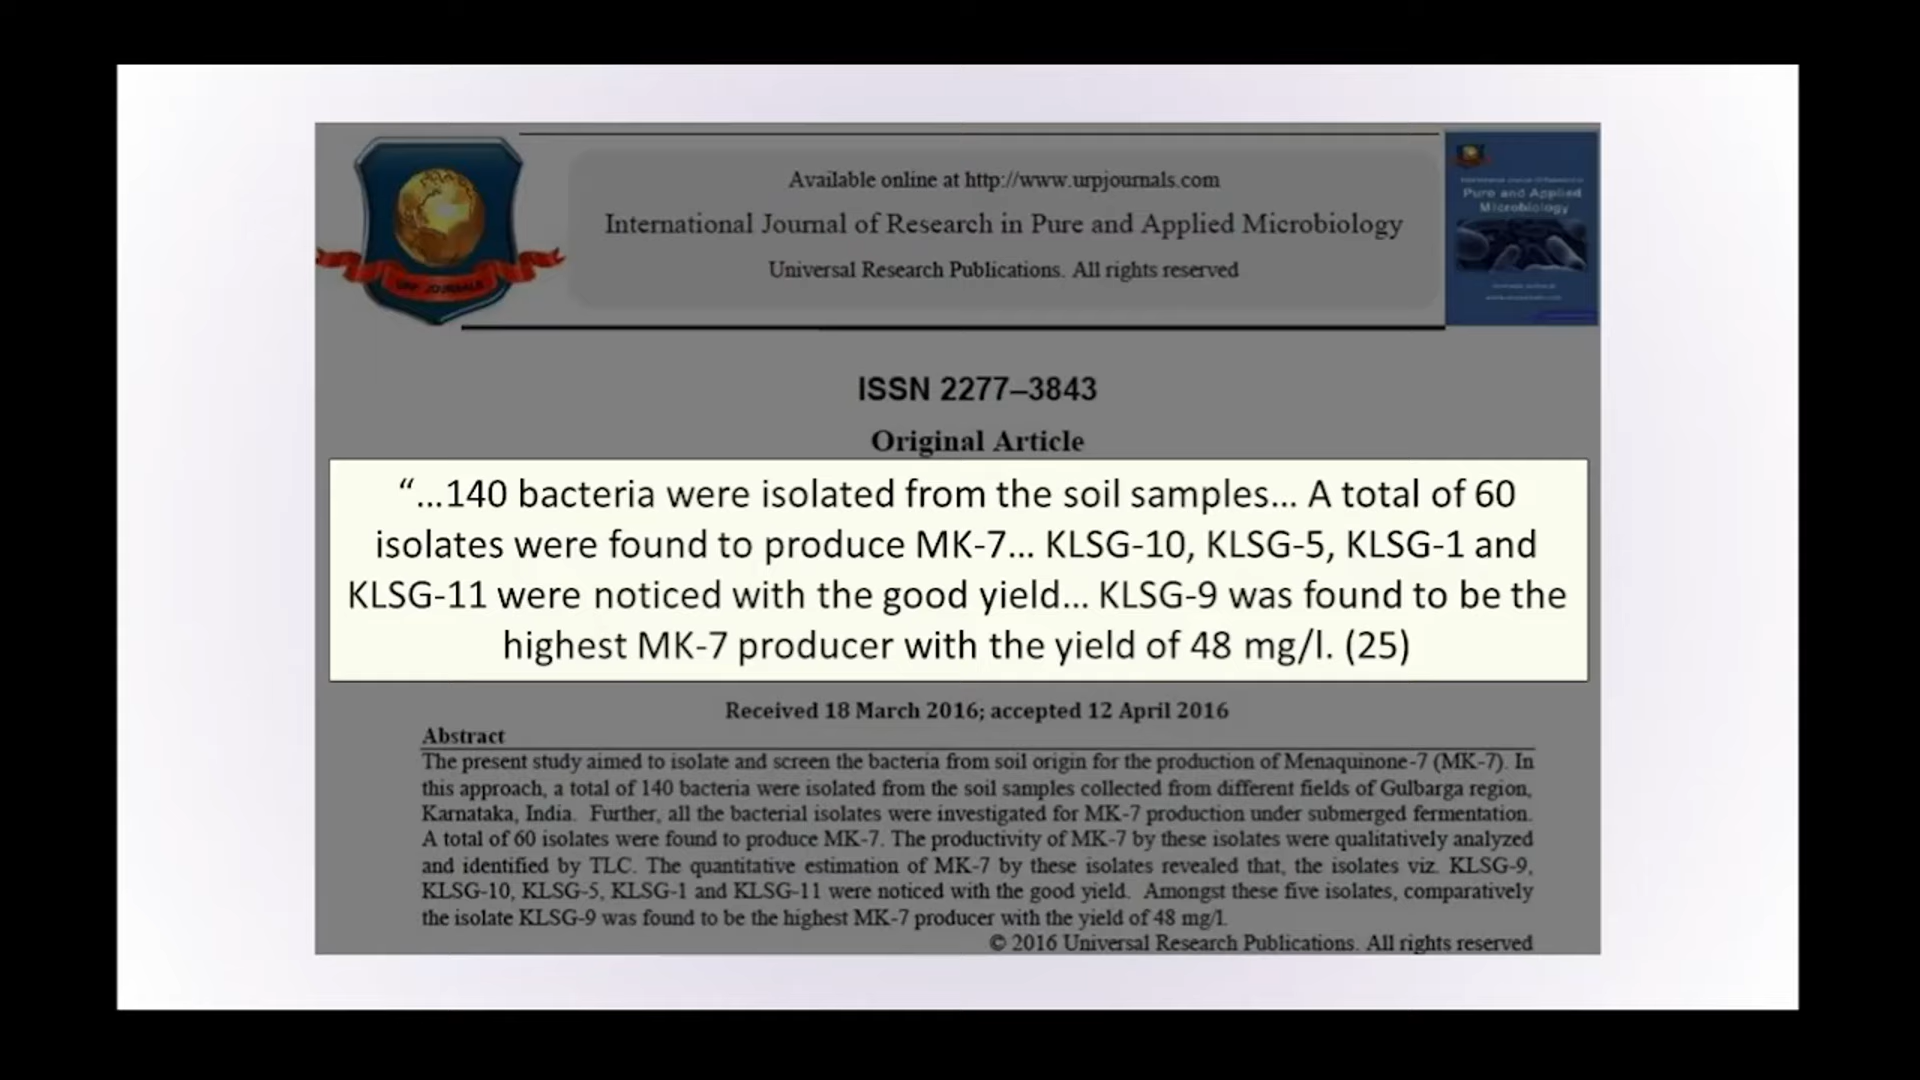 Available online at http://www.urpjournals.com
International Journal of Research in Pure and Applied Microbiology
Universal Research Publications. All rights reserved
URP JOURNALS
Pure and Applied
Microbiology
ISSN 2277–3843
Original Article
“...140 bacteria were isolated from the soil samples... A total of 60
isolates were found to produce MK-7... KLSG-10, KLSG-5, KLSG-1 and
KLSG-11 were noticed with the good yield... KLSG-9 was found to be the
highest MK-7 producer with the yield of 48 mg/l. (25)
Received 18 March 2016; accepted 12 April 2016
Abstract
The present study aimed to isolate and screen the bacteria from soil origin for the production of Menaquinone-7 (MK-7). In
this approach, a total of 140 bacteria were isolated from the soil samples collected from different fields of Gulbarga region,
Karnataka, India. Further, all the bacterial isolates were investigated for MK-7 production under submerged fermentation.
A total of 60 isolates were found to produce MK-7. The productivity of MK-7 by these isolates were qualitatively analyzed
and identified by TLC. The quantitative estimation of MK-7 by these isolates revealed that, the isolates viz. KLSG-9,
KLSG-10, KLSG-5, KLSG-1 and KLSG-11 were noticed with the good yield. Amongst these five isolates, comparatively
the isolate KLSG-9 was found to be the highest MK-7 producer with the yield of 48 mg/l.
© 2016 Universal Research Publications. All rights reserved